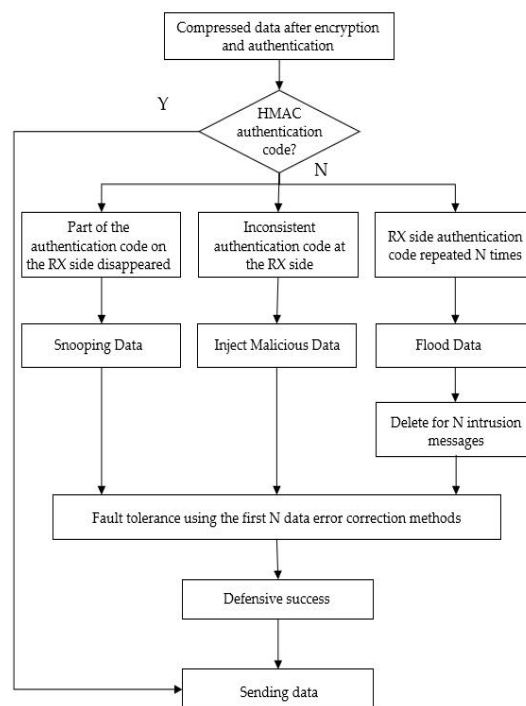 Compressed data after encryption
and authentication
Y
HMAC
authentication
code?
N
Part of the
authentication code on
the RX side disappeared
Inconsistent
authentication code at
the RX side
RX side authentication
code repeated N times
Snooping Data
Inject Malicious Data
Flood Data
Delete for N intrusion
messages
Fault tolerance using the first N data error correction methods
Defensive success
Sending data